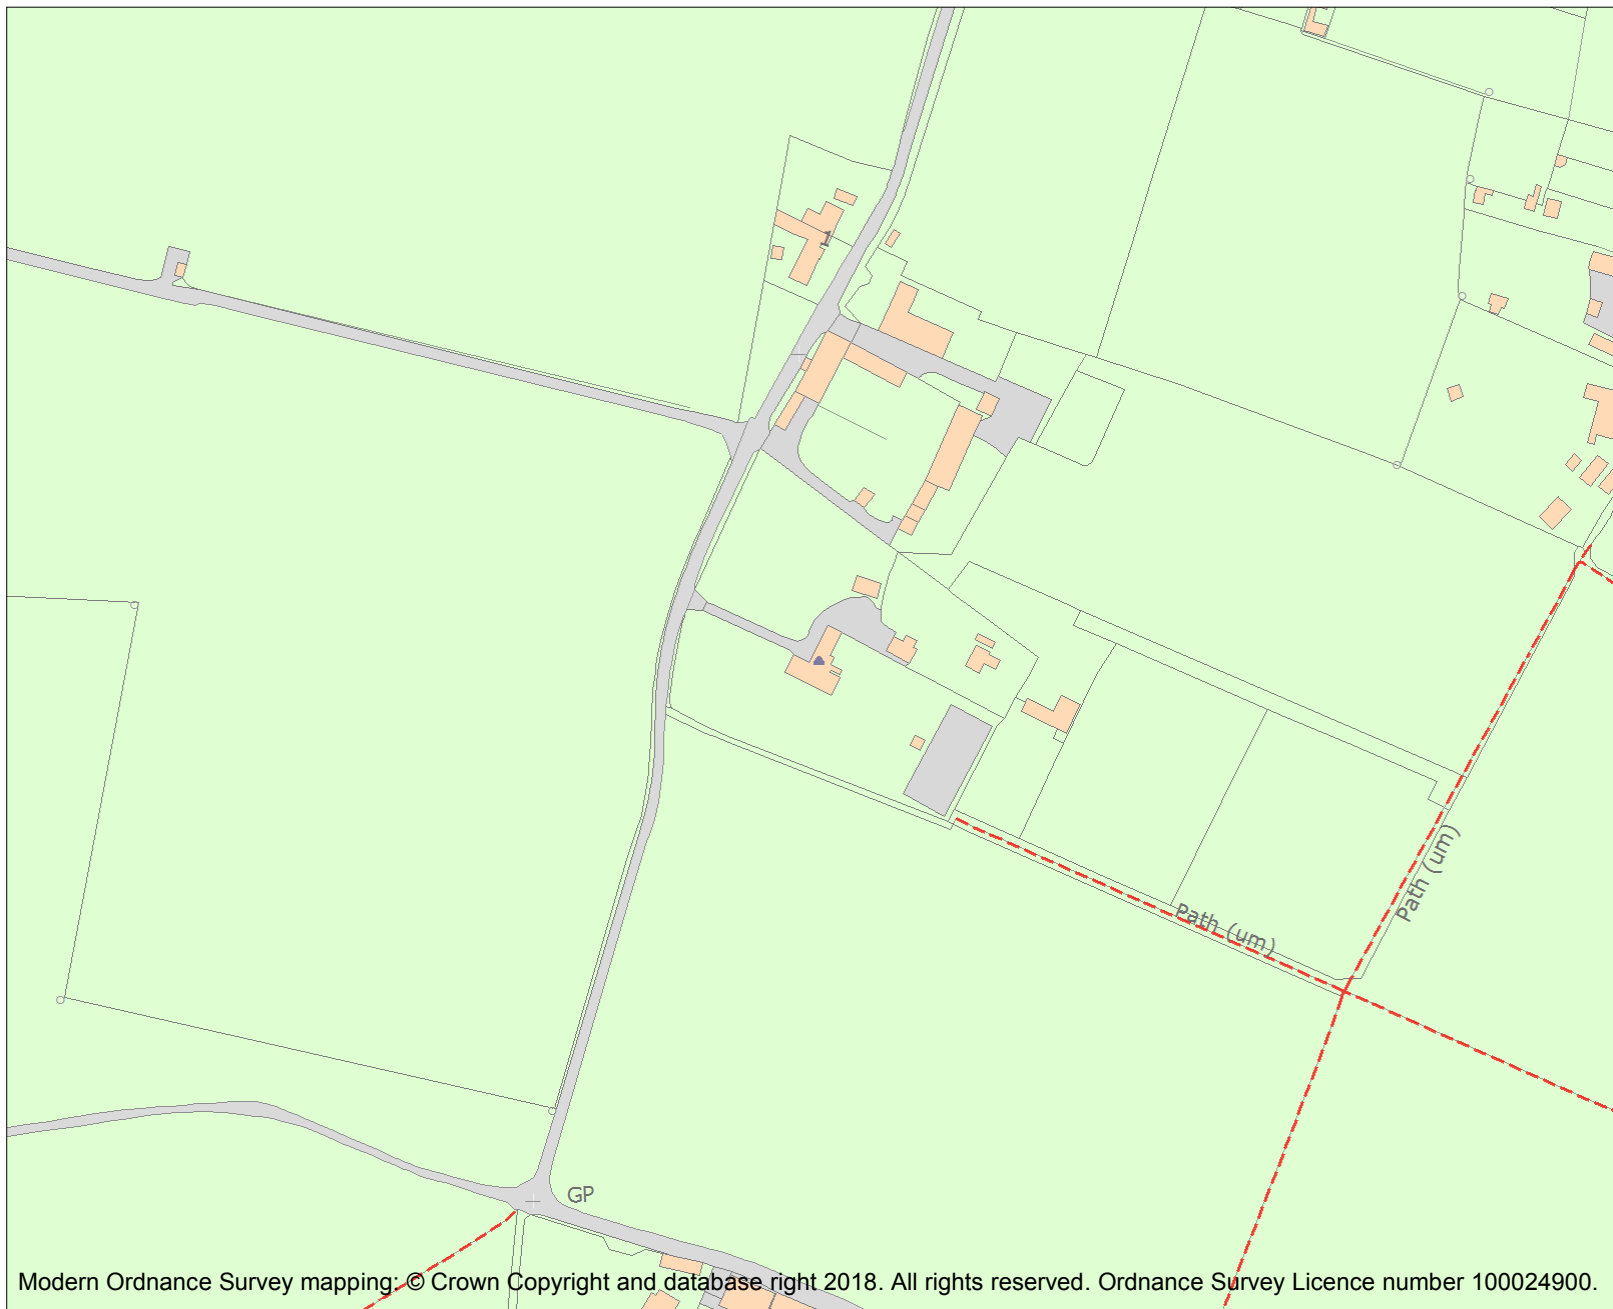 1
Path (um)
Path (um)
GP
Modern Ordnance Survey mapping: © Crown Copyright and database right 2018. All rights reserved. Ordnance Survey Licence number 100024900.